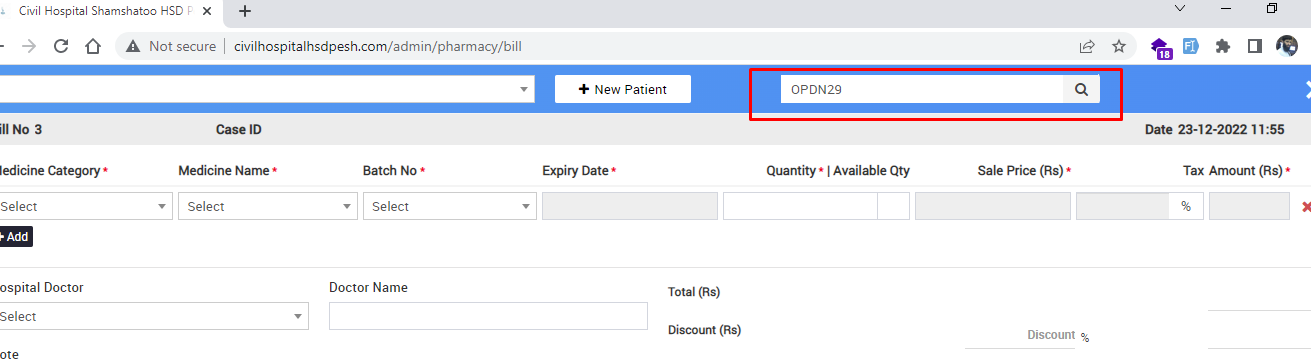 Civil Hospital Shamshatoo HSD P
Not secure civilhospitalhsdpesh.com/admin/pharmacy/bill
18
New Patient
OPDN29
ill No 3 Case ID Date 23-12-2022 11:55
Medicine Category * Medicine Name * Batch No * Expiry Date * Quantity * | Available Qty Sale Price (Rs) * Tax Amount (Rs) *
Select Select Select %
+ Add
ospital Doctor Doctor Name Total (Rs)
Select
Discount (Rs) Discount %
ote